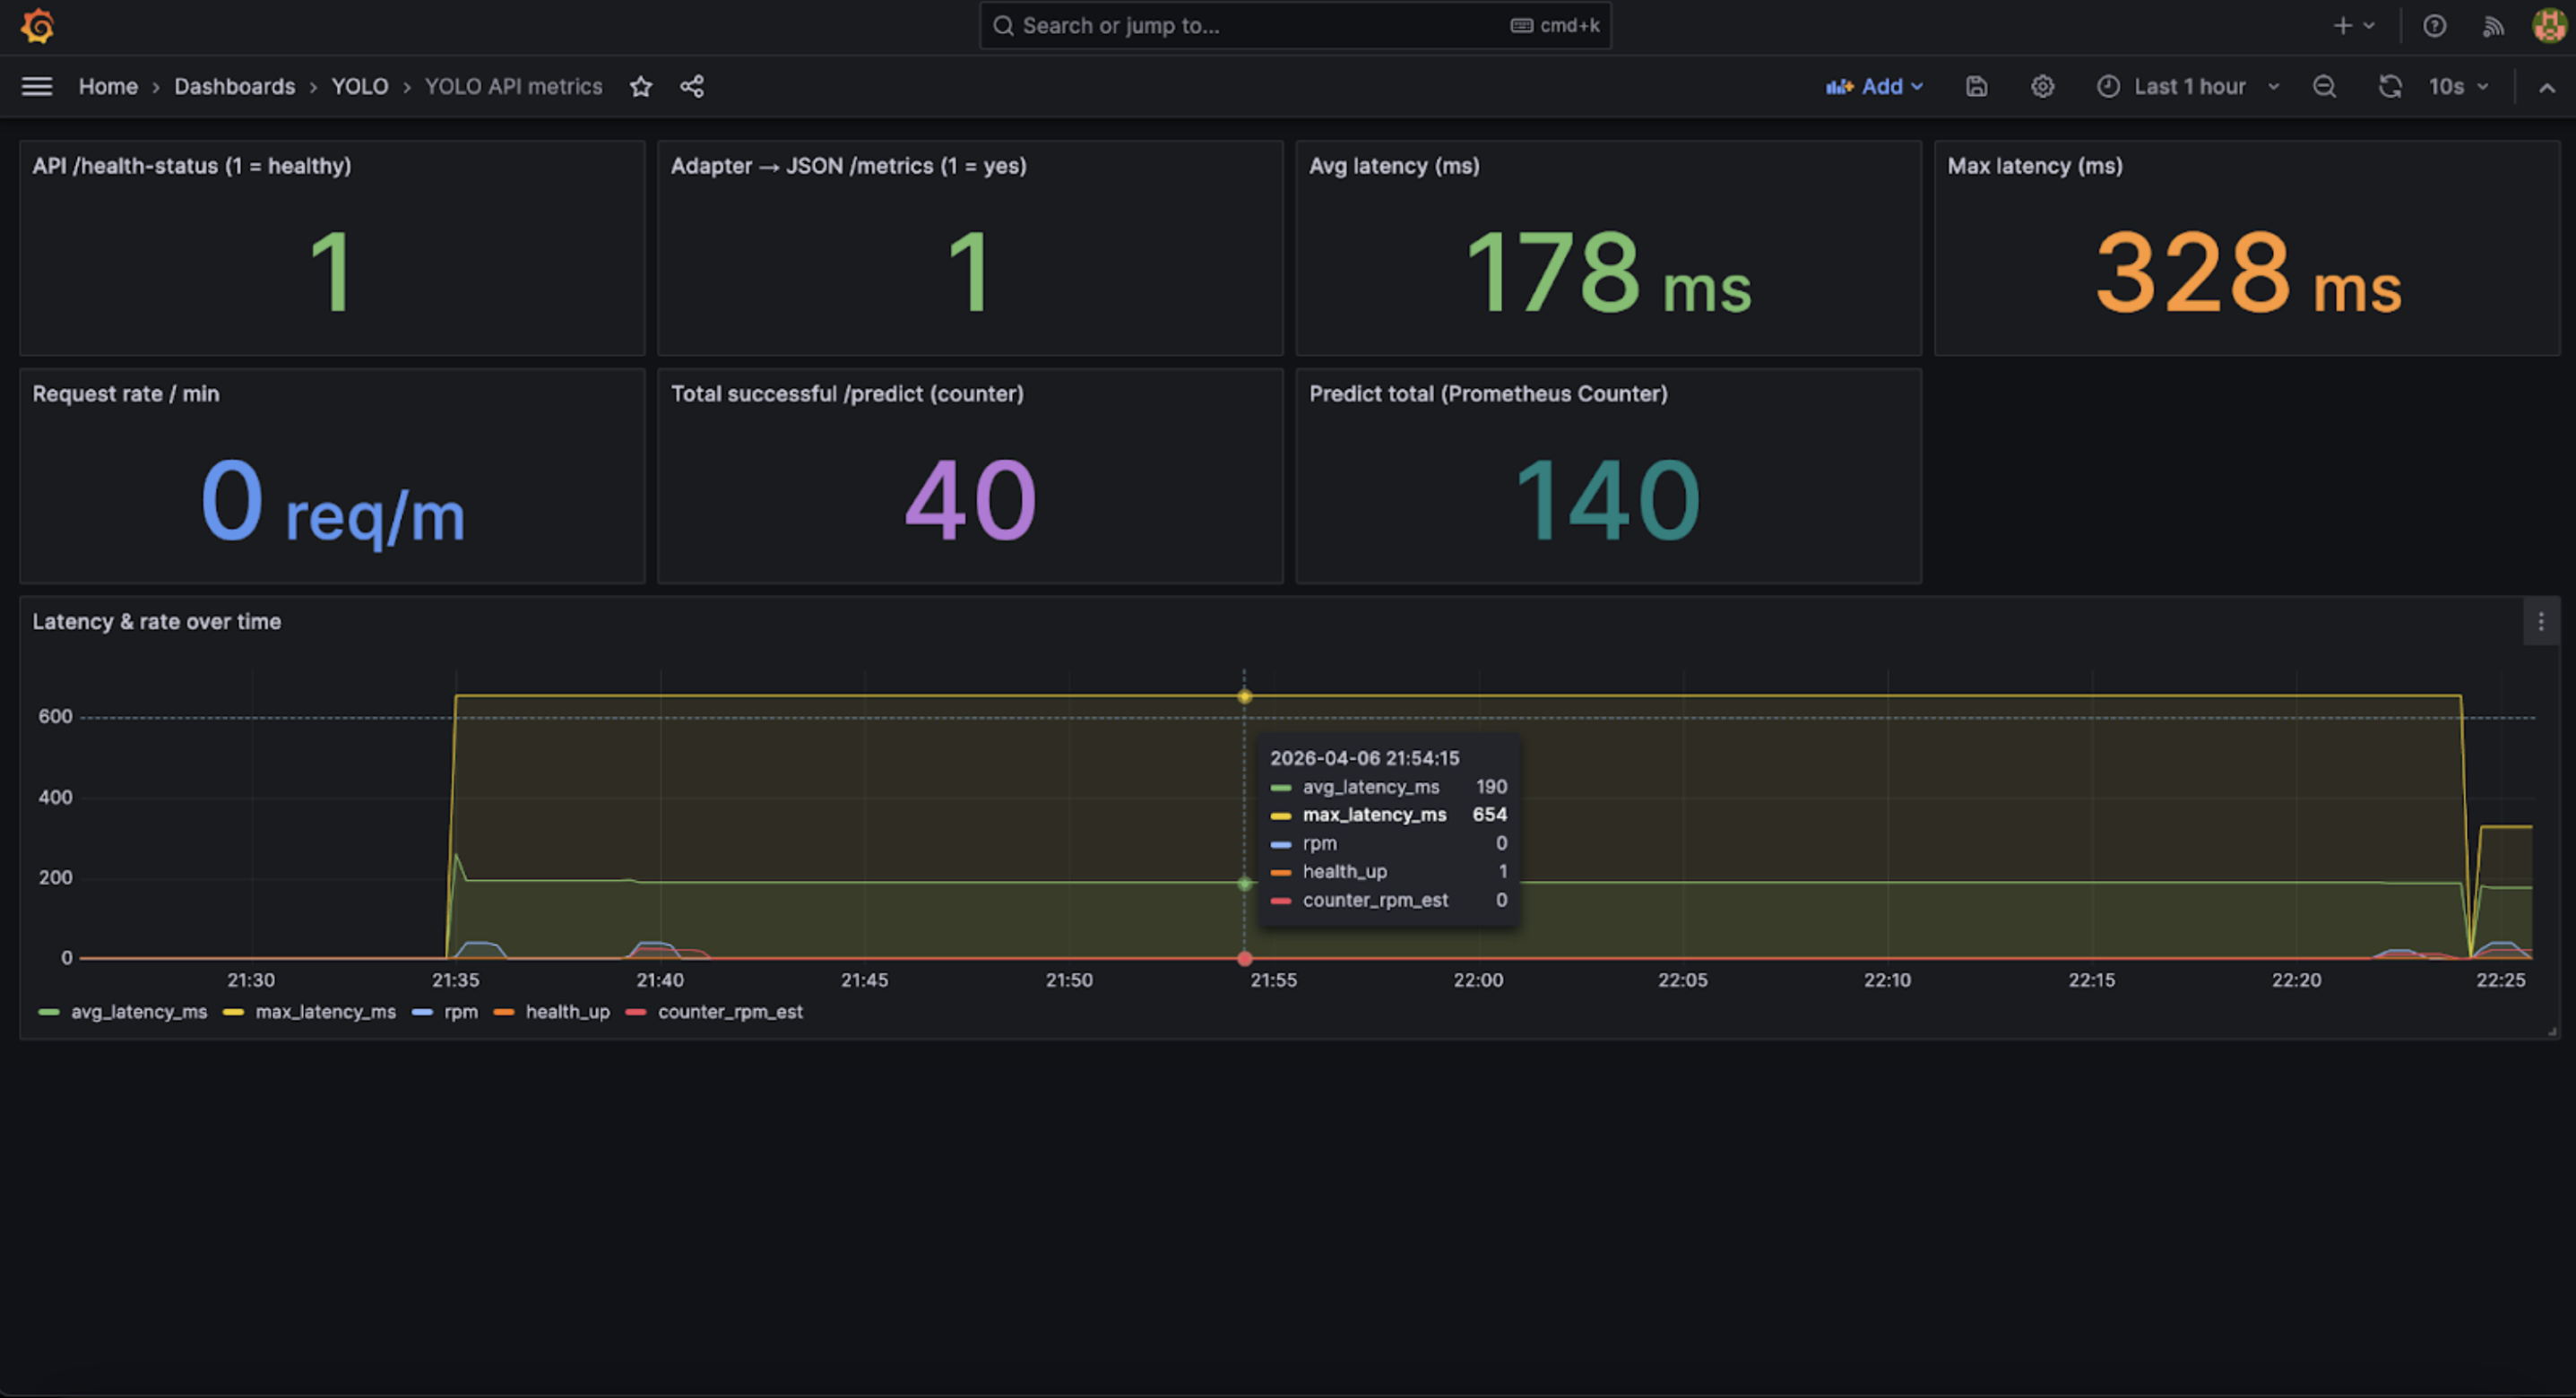 Search or jump to... cmd+k
Home › Dashboards › YOLO › YOLO API metrics
Add
Last 1 hour
10s
API /health-status (1 = healthy)
1
Adapter → JSON /metrics (1 = yes)
1
Avg latency (ms)
178 ms
Max latency (ms)
328 ms
Request rate / min
0 req/m
Total successful /predict (counter)
40
Predict total (Prometheus Counter)
140
Latency & rate over time
600
400
200
0
2026-04-06 21:54:15
avg_latency_ms 190
max_latency_ms 654
rpm 0
health_up 1
counter_rpm_est 0
21:30 21:35 21:40 21:45 21:50 21:55 22:00 22:05 22:10 22:15 22:20 22:25
avg_latency_ms max_latency_ms rpm health_up counter_rpm_est